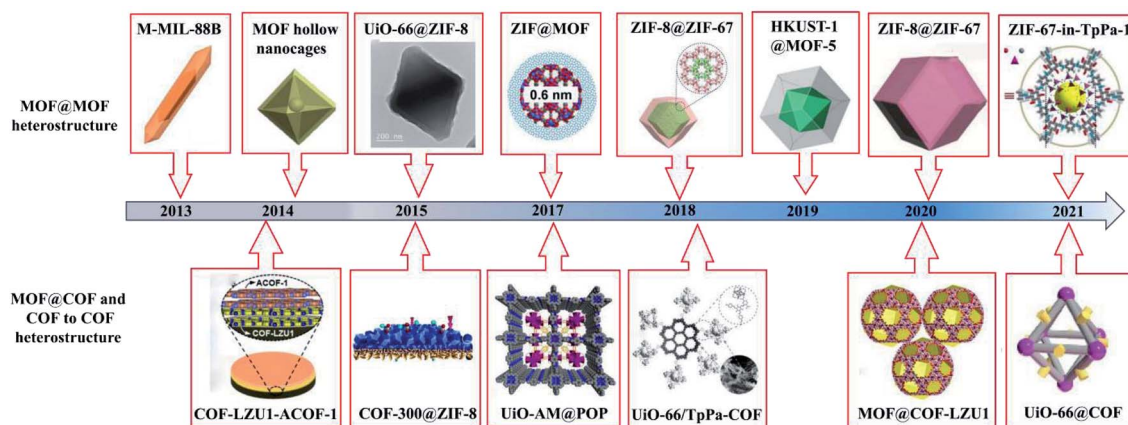 M-MIL-88B
MOF hollow
nanocages
UiO-66@ZIF-8
ZIF@MOF
ZIF-8@ZIF-67
HKUST-1
@MOF-5
ZIF-8@ZIF-67
ZIF-67-in-TpPa-1
MOF@MOF
heterostructure
200 nm
0.6 nm
2013
2014
2015
2017
2018
2019
2020
2021
MOF@COF and
COF to COF
heterostructure
ACOF-1
COF-LZU1
COF-LZU1-ACOF-1
COF-300@ZIF-8
UiO-AM@POP
UiO-66/TpPa-COF
MOF@COF-LZU1
UiO-66@COF